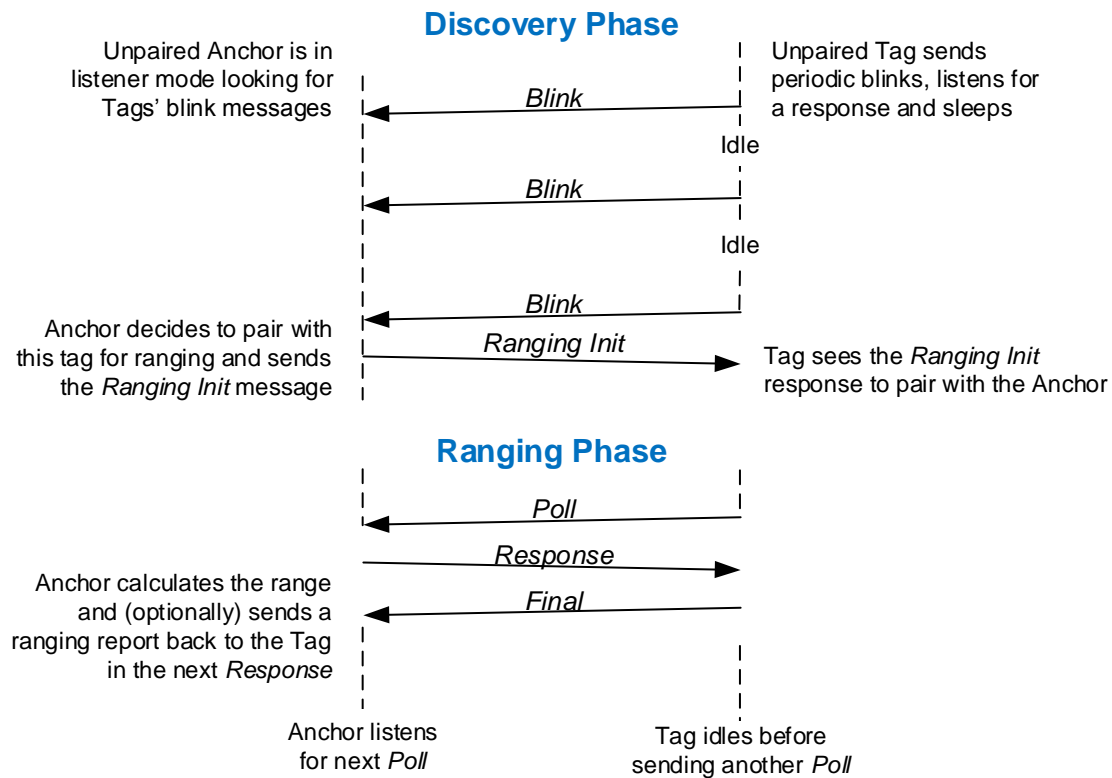 Discovery Phase
Unpaired Anchor is in
listener mode looking for
Tags' blink messages
Unpaired Tag sends
periodic blinks, listens for
a response and sleeps
Blink
Idle
Blink
Idle
Blink
Anchor decides to pair with
this tag for ranging and sends
the Ranging Init message
Ranging Init
Tag sees the Ranging Init
response to pair with the Anchor
Ranging Phase
Poll
Response
Anchor calculates the range
and (optionally) sends a
ranging report back to the Tag
in the next Response
Final
Anchor listens
for next Poll
Tag idles before
sending another Poll